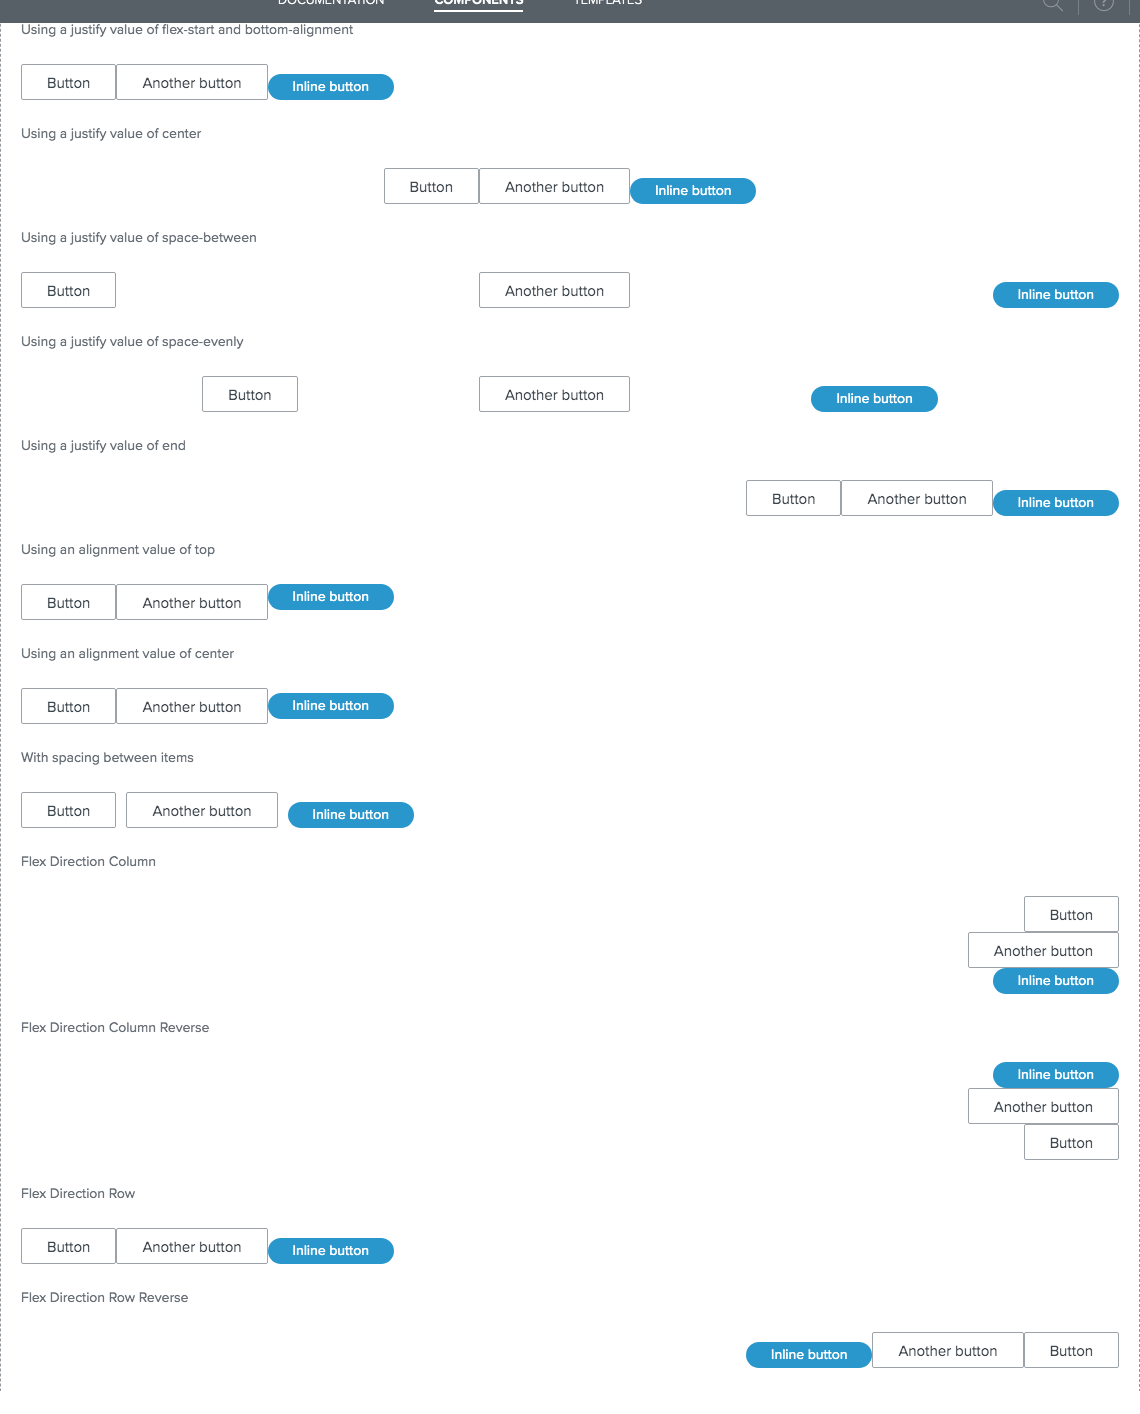 DOCUMENTATION COMPONENTS TEMPLATES
Using a justify value of flex-start and bottom-alignment
Button Another button Inline button
Using a justify value of center
Button Another button Inline button
Using a justify value of space-between
Button Another button Inline button
Using a justify value of space-evenly
Button Another button Inline button
Using a justify value of end
Button Another button Inline button
Using an alignment value of top
Button Another button Inline button
Using an alignment value of center
Button Another button Inline button
With spacing between items
Button Another button Inline button
Flex Direction Column
Button
Another button
Inline button
Flex Direction Column Reverse
Inline button
Another button
Button
Flex Direction Row
Button Another button Inline button
Flex Direction Row Reverse
Inline button Another button Button